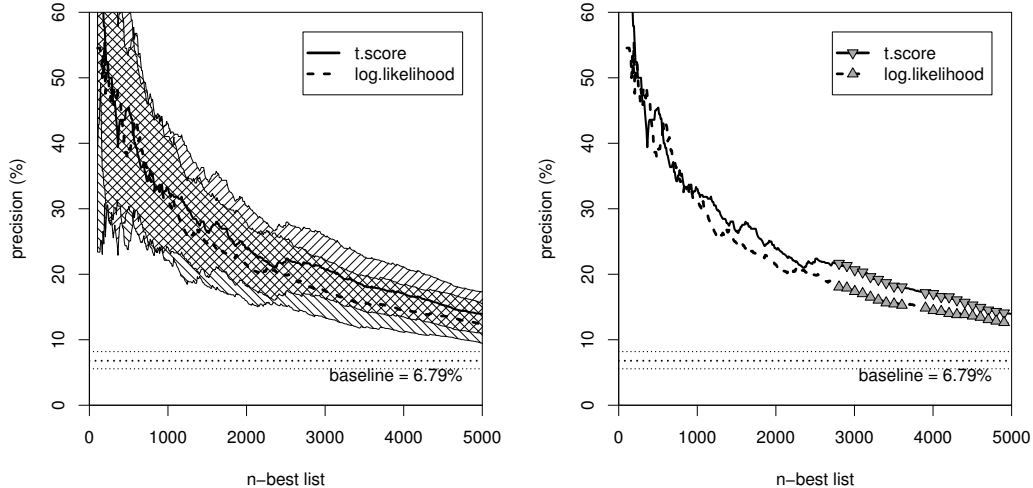 60
50
40
30
20
10
0
precision (%)
t.score
log.likelihood
baseline = 6.79%
0 1000 2000 3000 4000 5000
n−best list
60
50
40
30
20
10
0
precision (%)
t.score
log.likelihood
baseline = 6.79%
0 1000 2000 3000 4000 5000
n−best list